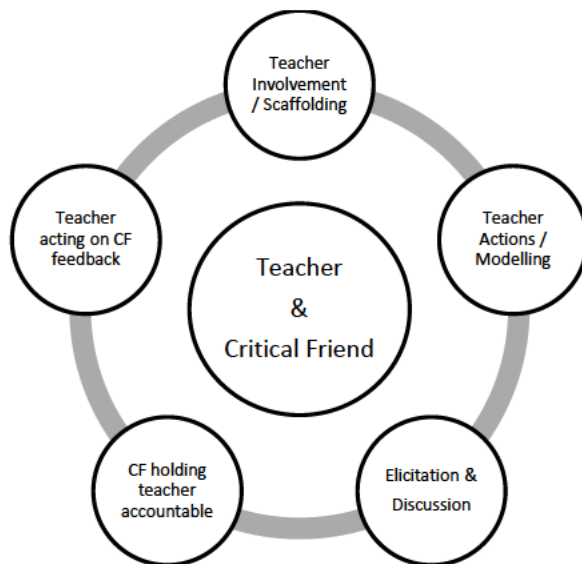 Teacher
Involvement
/ Scaffolding
Teacher
Actions /
Modelling
Elicitation &
Discussion
CF holding
teacher
accountable
Teacher
acting on CF
feedback
Teacher
&
Critical Friend